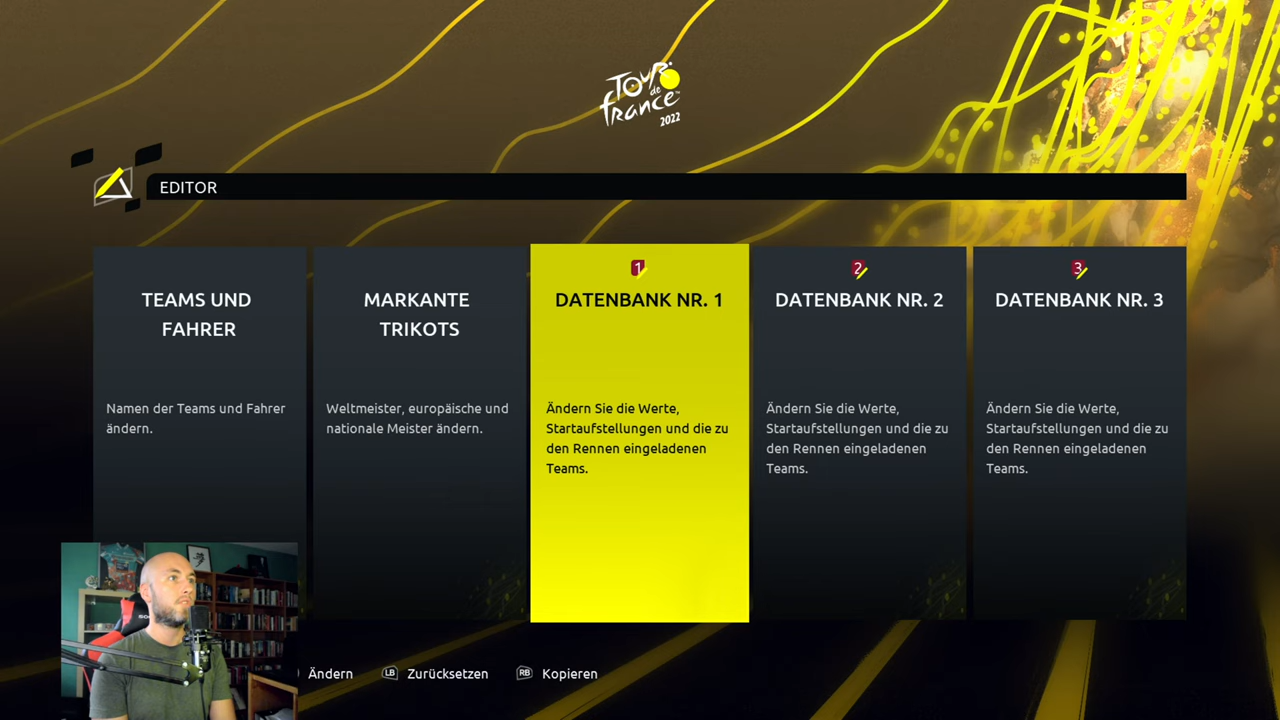 TOUR
de
france
2022
EDITOR
TEAMS UND
FAHRER
Namen der Teams und Fahrer
ändern.
MARKANTE
TRIKOTS
Weltmeister, europäische und
nationale Meister ändern.
1
DATENBANK NR. 1
Ändern Sie die Werte,
Startaufstellungen und die zu
den Rennen eingeladenen
Teams.
2
DATENBANK NR. 2
Ändern Sie die Werte,
Startaufstellungen und die zu
den Rennen eingeladenen
Teams.
3
DATENBANK NR. 3
Ändern Sie die Werte,
Startaufstellungen und die zu
den Rennen eingeladenen
Teams.
Ändern LB Zurücksetzen RB Kopieren